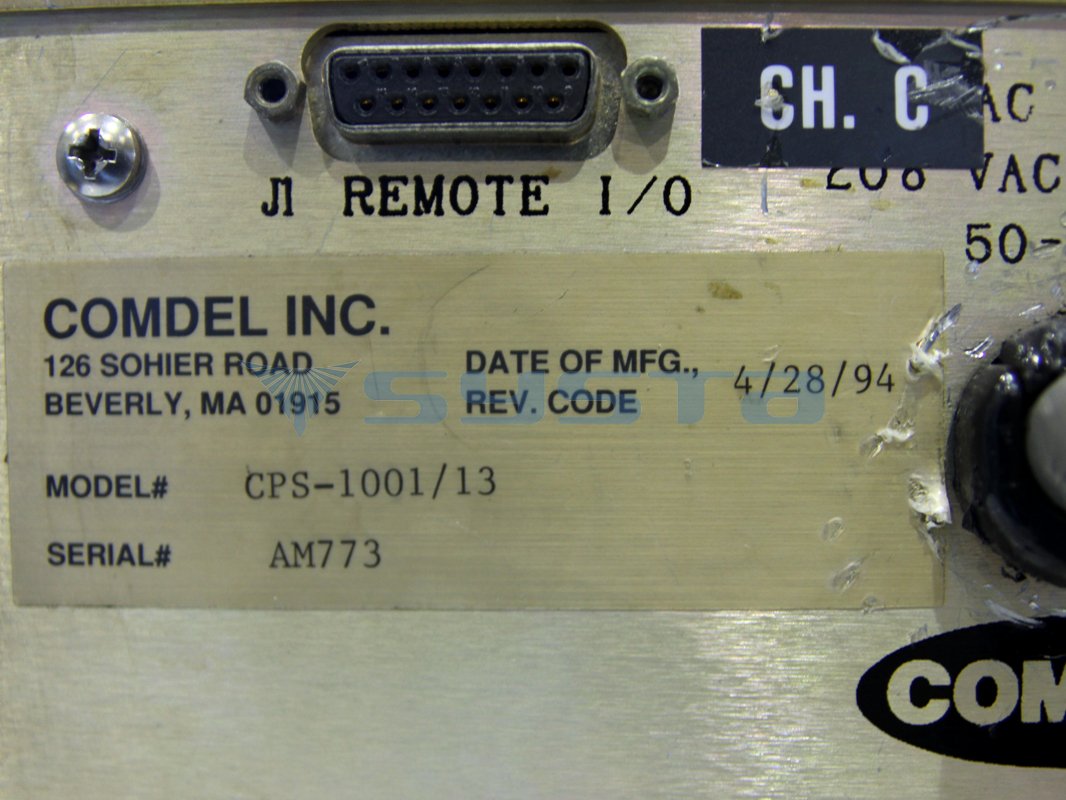 CH. C
AC
J1 REMOTE I/O
208 VAC
50-
COMDEL INC.
126 SOHIER ROAD
BEVERLY, MA 01915
DATE OF MFG.,
REV. CODE
4/28/94
susta
MODEL# CPS-1001/13
SERIAL# AM773
COM